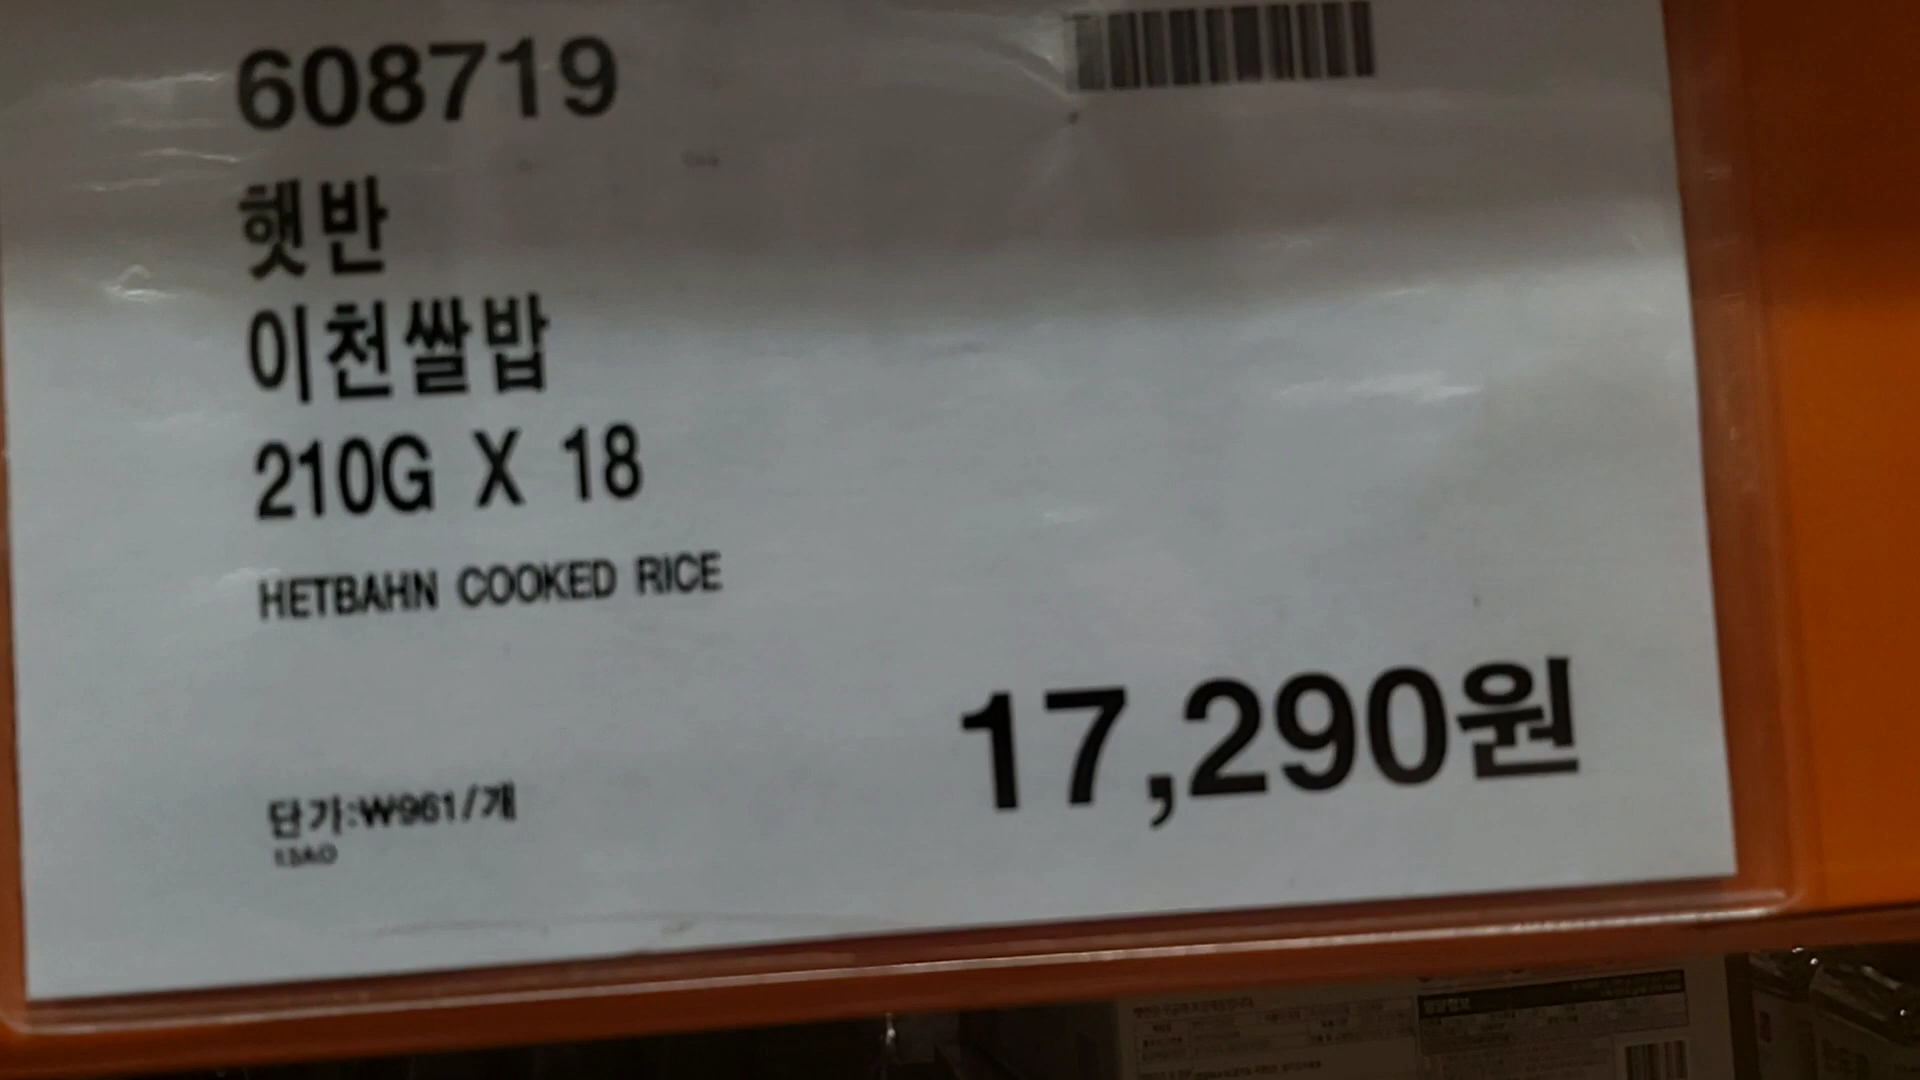 608719
햇반
이천쌀밥
210G X 18
HETBAHN COOKED RICE
17,290원
단가:₩961/개